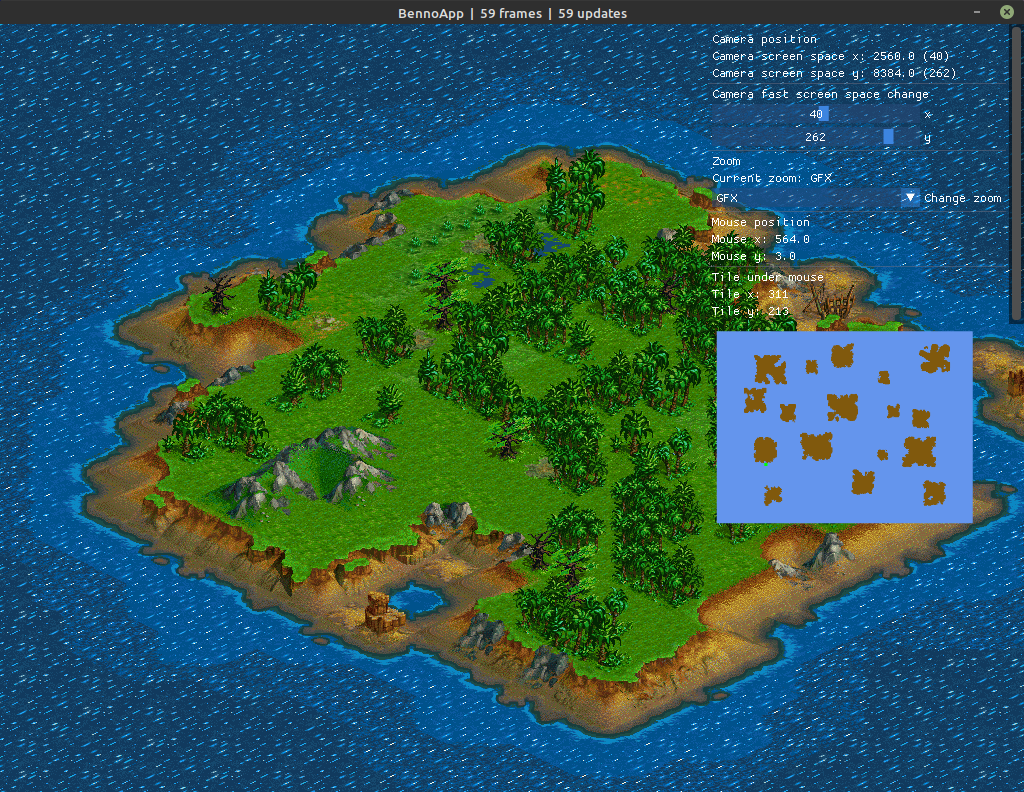 BennoApp | 59 frames | 59 updates
Camera position
Camera screen space x: 2560.0 (40)
Camera screen space y: 8384.0 (262)
Camera fast screen space change
40 x
262 y
Zoom
Current zoom: GFX
GFX Change zoom
Mouse position
Mouse x: 564.0
Mouse y: 3.0
Tile under mouse
Tile x: 311
Tile y: 213